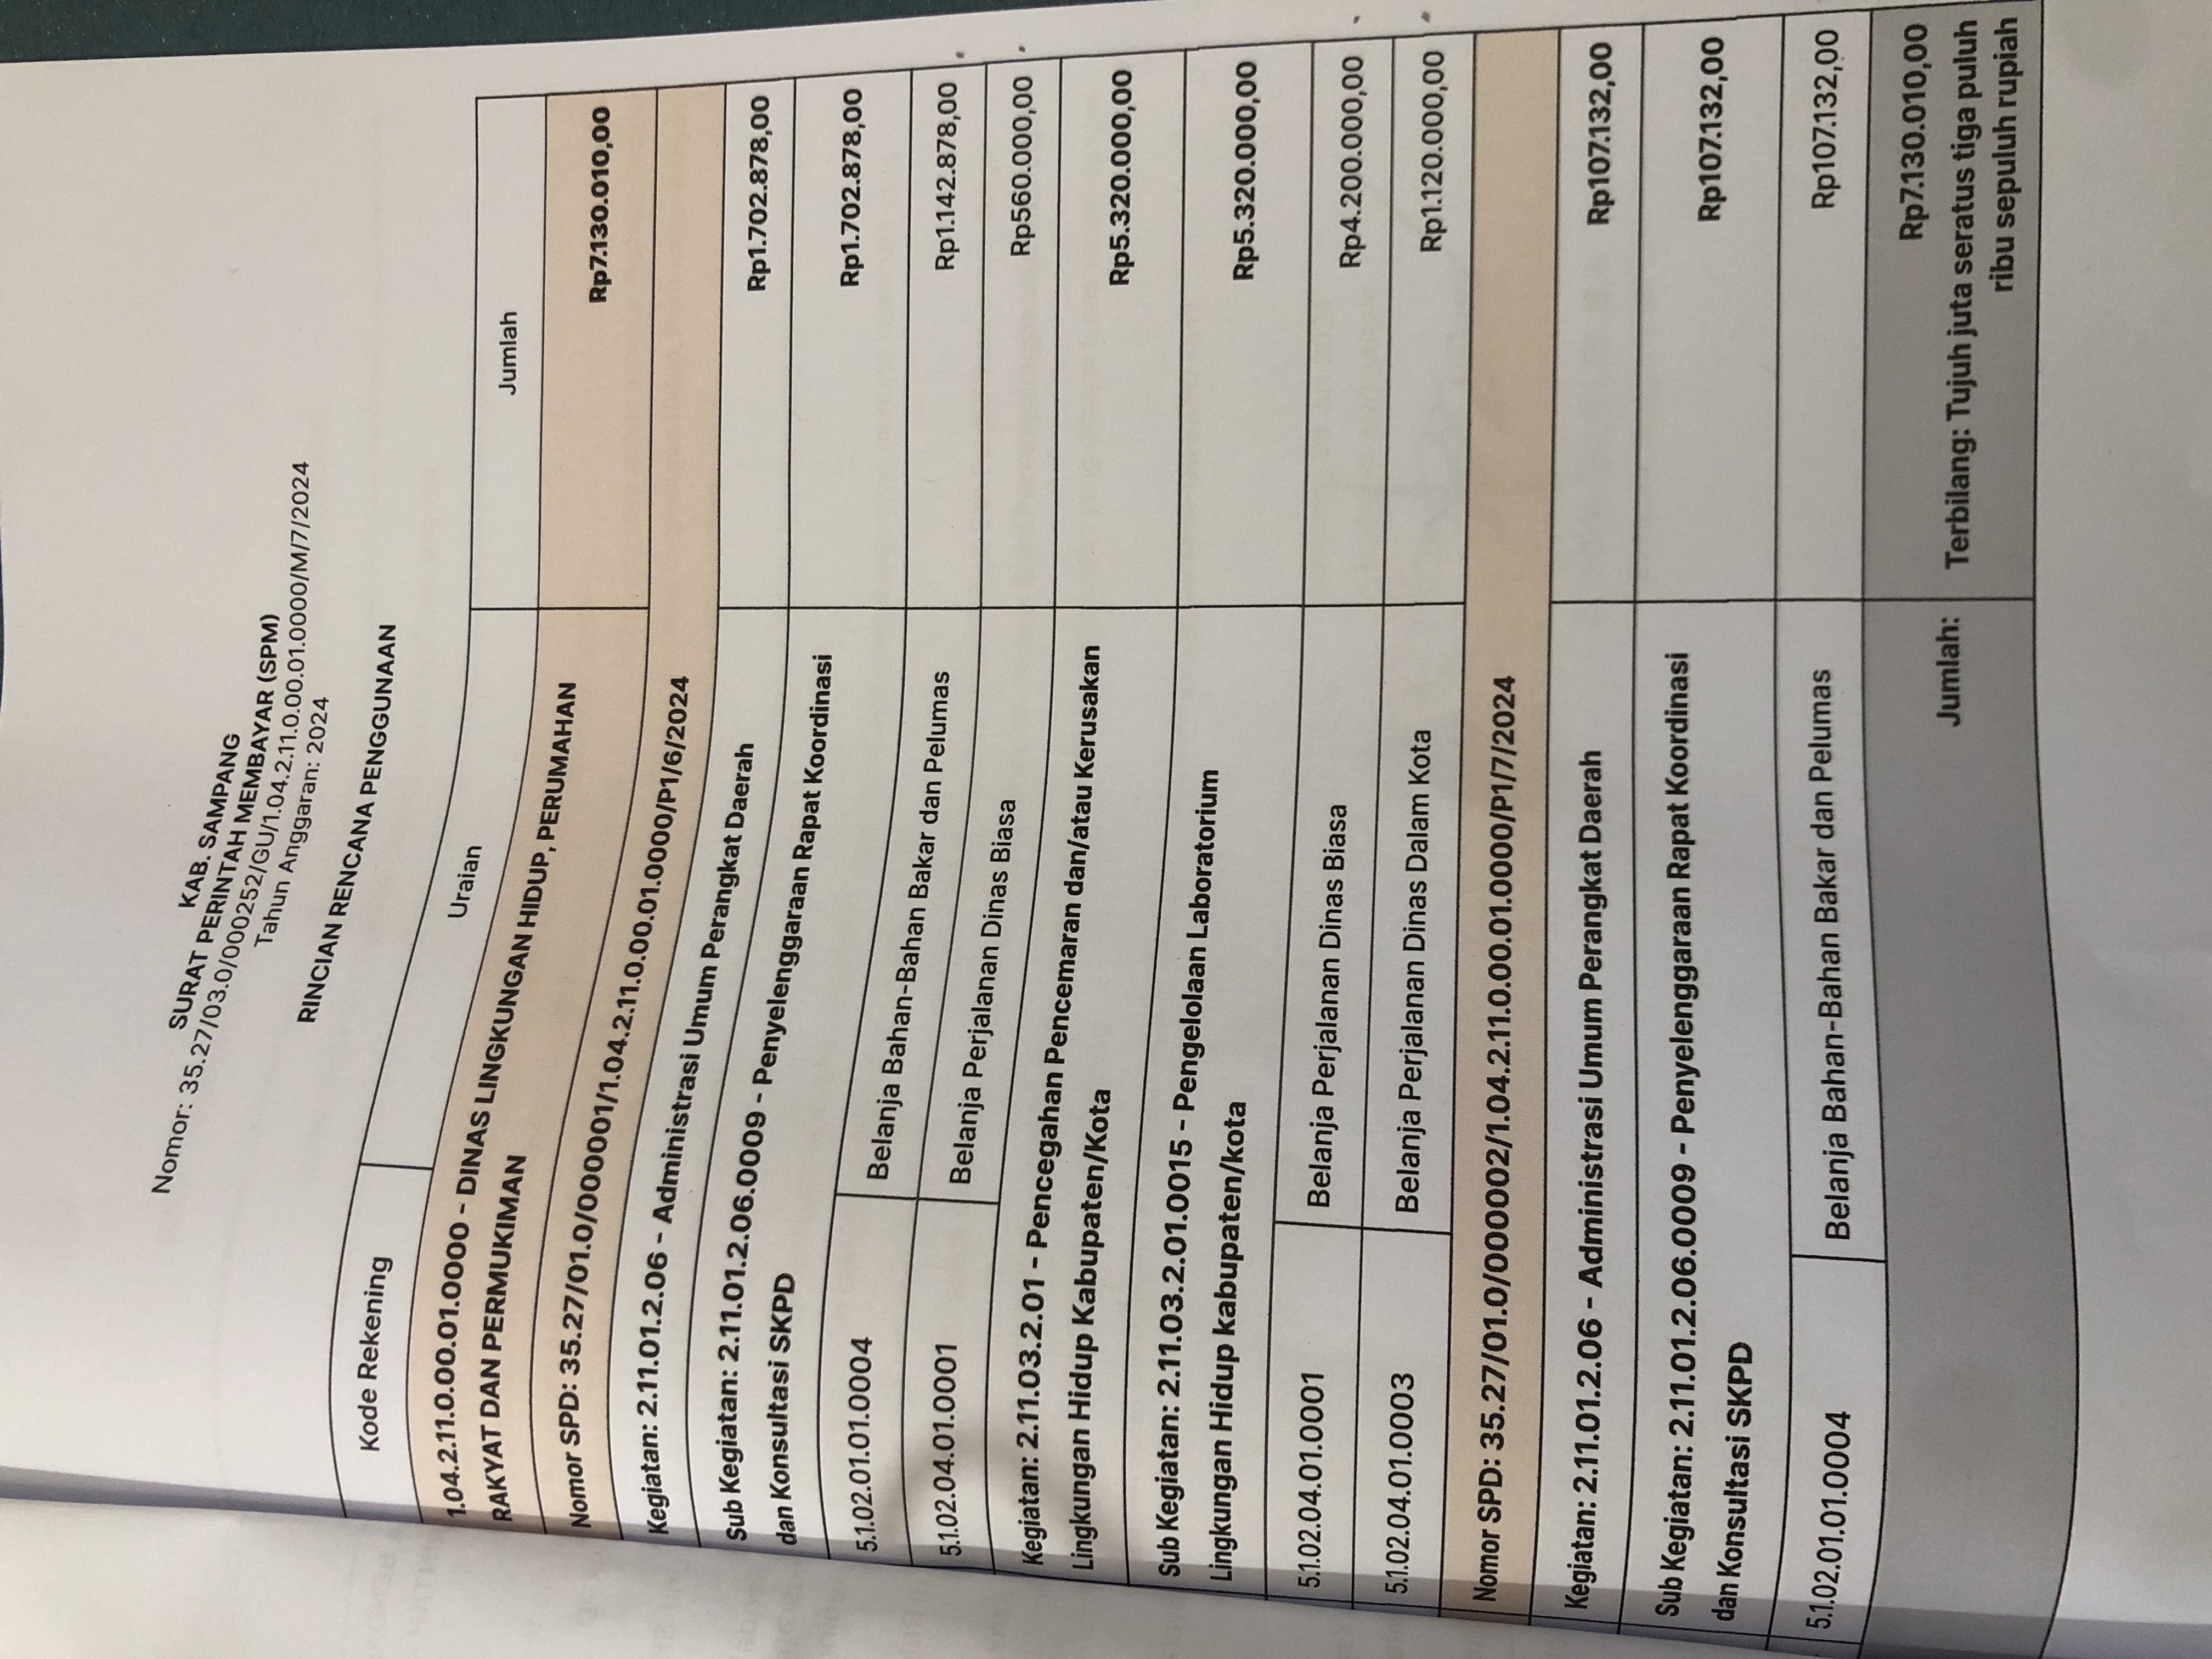 KAB. SAMPANG
SURAT PERINTAH MEMBAYAR (SPM)
Nomor: 35.27/03.0/000252/GU/1.04.2.11.0.00.01.0000/M/7/2024
Tahun Anggaran: 2024
RINCIAN RENCANA PENGGUNAAN
Kode Rekening Uraian Jumlah
1.04.2.11.0.00.01.0000 - DINAS LINGKUNGAN HIDUP, PERUMAHAN
RAKYAT DAN PERMUKIMAN Rp7.130.010,00
Nomor SPD: 35.27/01.0/000001/1.04.2.11.0.00.01.0000/P1/6/2024
Kegiatan: 2.11.01.2.06 - Administrasi Umum Perangkat Daerah Rp1.702.878,00
Sub Kegiatan: 2.11.01.2.06.0009 - Penyelenggaraan Rapat Koordinasi
dan Konsultasi SKPD Rp1.702.878,00
5.1.02.01.01.0004 Belanja Bahan-Bahan Bakar dan Pelumas Rp1.142.878,00
5.1.02.04.01.0001 Belanja Perjalanan Dinas Biasa Rp560.000,00
Kegiatan: 2.11.03.2.01 - Pencegahan Pencemaran dan/atau Kerusakan
Lingkungan Hidup Kabupaten/Kota Rp5.320.000,00
Sub Kegiatan: 2.11.03.2.01.0015 - Pengelolaan Laboratorium
Lingkungan Hidup kabupaten/kota Rp5.320.000,00
5.1.02.04.01.0001 Belanja Perjalanan Dinas Biasa Rp4.200.000,00
5.1.02.04.01.0003 Belanja Perjalanan Dinas Dalam Kota Rp1.120.000,00
Nomor SPD: 35.27/01.0/000002/1.04.2.11.0.00.01.0000/P1/7/2024
Kegiatan: 2.11.01.2.06 - Administrasi Umum Perangkat Daerah Rp107.132,00
Sub Kegiatan: 2.11.01.2.06.0009 - Penyelenggaraan Rapat Koordinasi
dan Konsultasi SKPD Rp107.132,00
5.1.02.01.01.0004 Belanja Bahan-Bahan Bakar dan Pelumas Rp107.132,00
Jumlah: Rp7.130.010,00
Terbilang: Tujuh juta seratus tiga puluh
ribu sepuluh rupiah